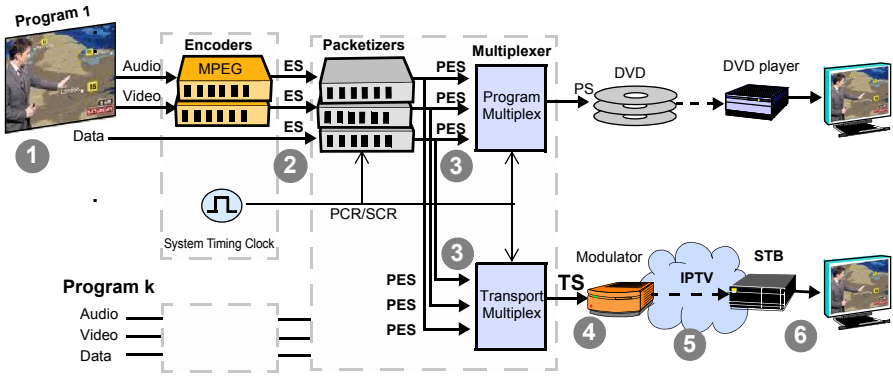 Program 1
Encoders
Packetizers
Multiplexer
Audio
MPEG
ES
PES
Video
ES
PES
Program
Multiplex
PS
DVD
DVD player
Data
ES
PES
1
2
3
PCR/SCR
System Timing Clock
3
Program k
Audio
Video
Data
PES
PES
PES
Transport
Multiplex
TS
Modulator
IPTV
STB
4
5
6
London
15